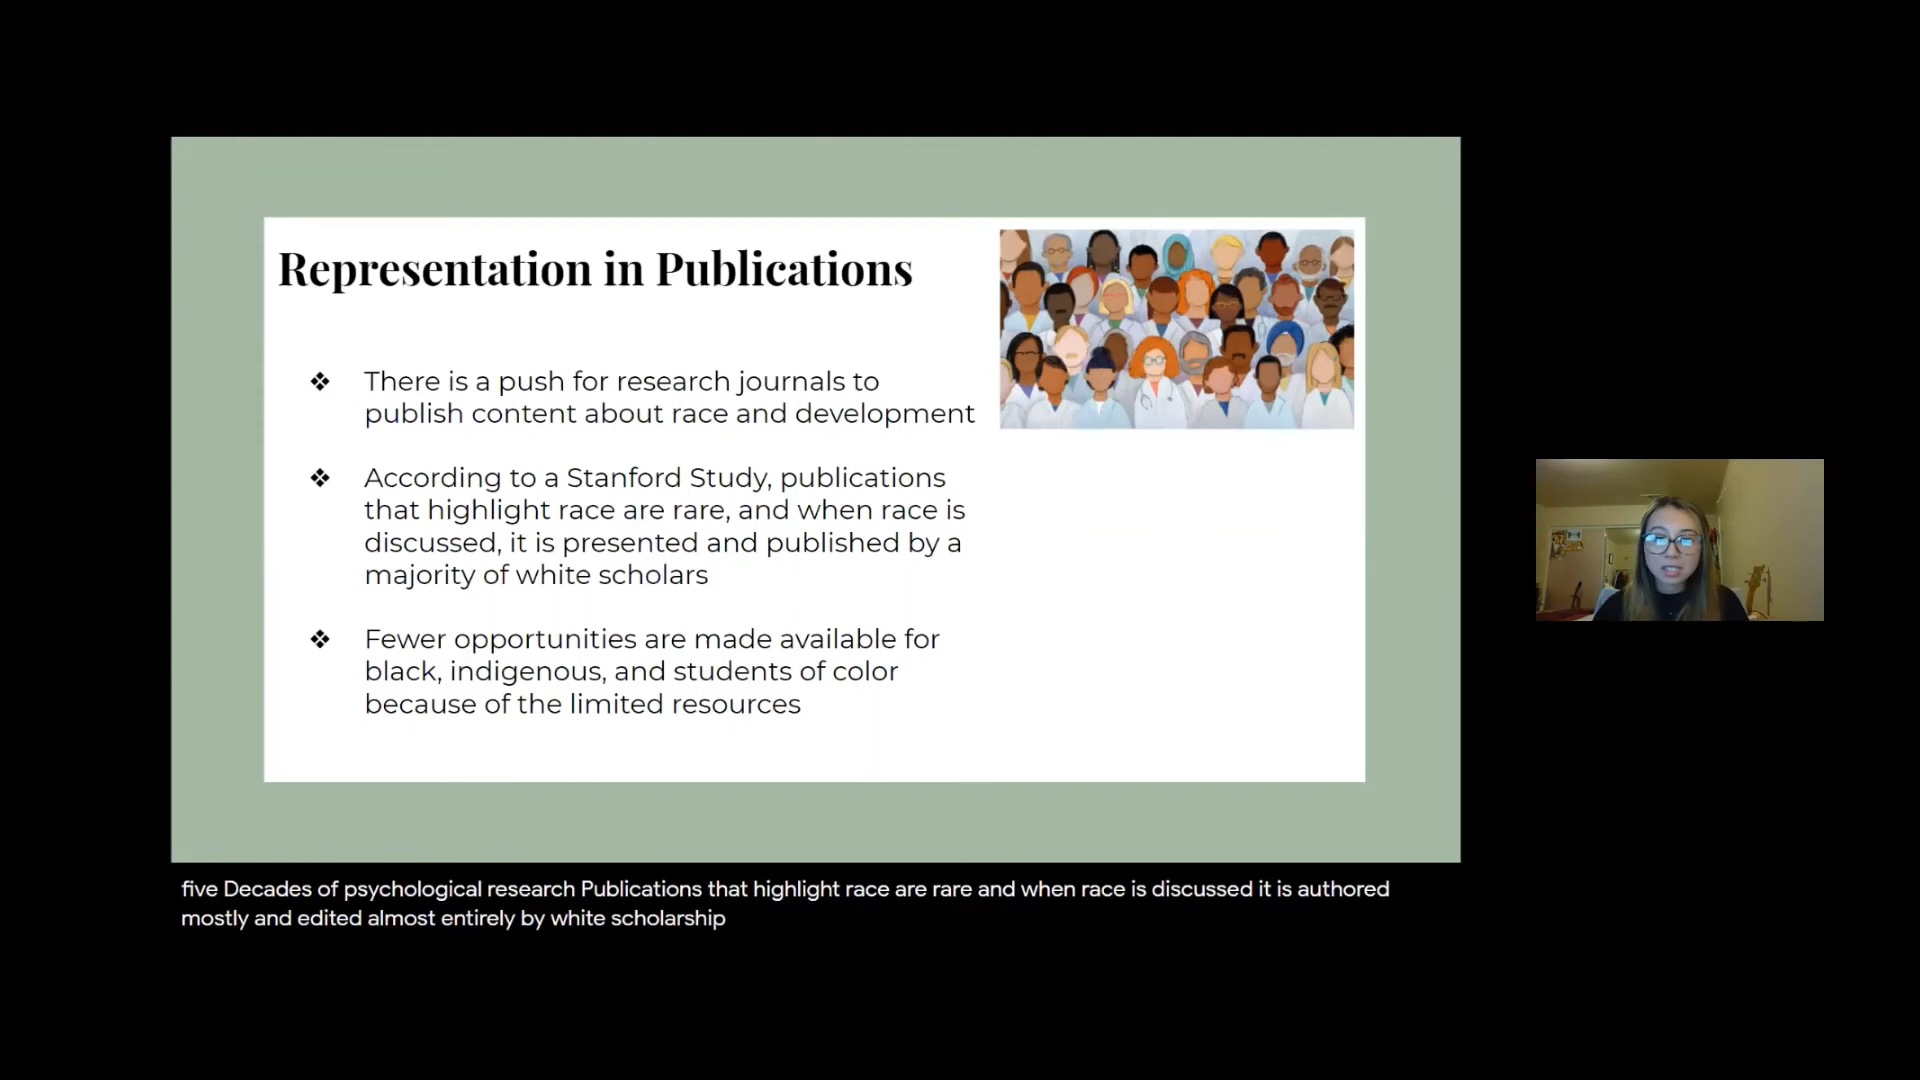 Representation in Publications
❖ There is a push for research journals to
publish content about race and development
❖ According to a Stanford Study, publications
that highlight race are rare, and when race is
discussed, it is presented and published by a
majority of white scholars
❖ Fewer opportunities are made available for
black, indigenous, and students of color
because of the limited resources
five Decades of psychological research Publications that highlight race are rare and when race is discussed it is authored
mostly and edited almost entirely by white scholarship